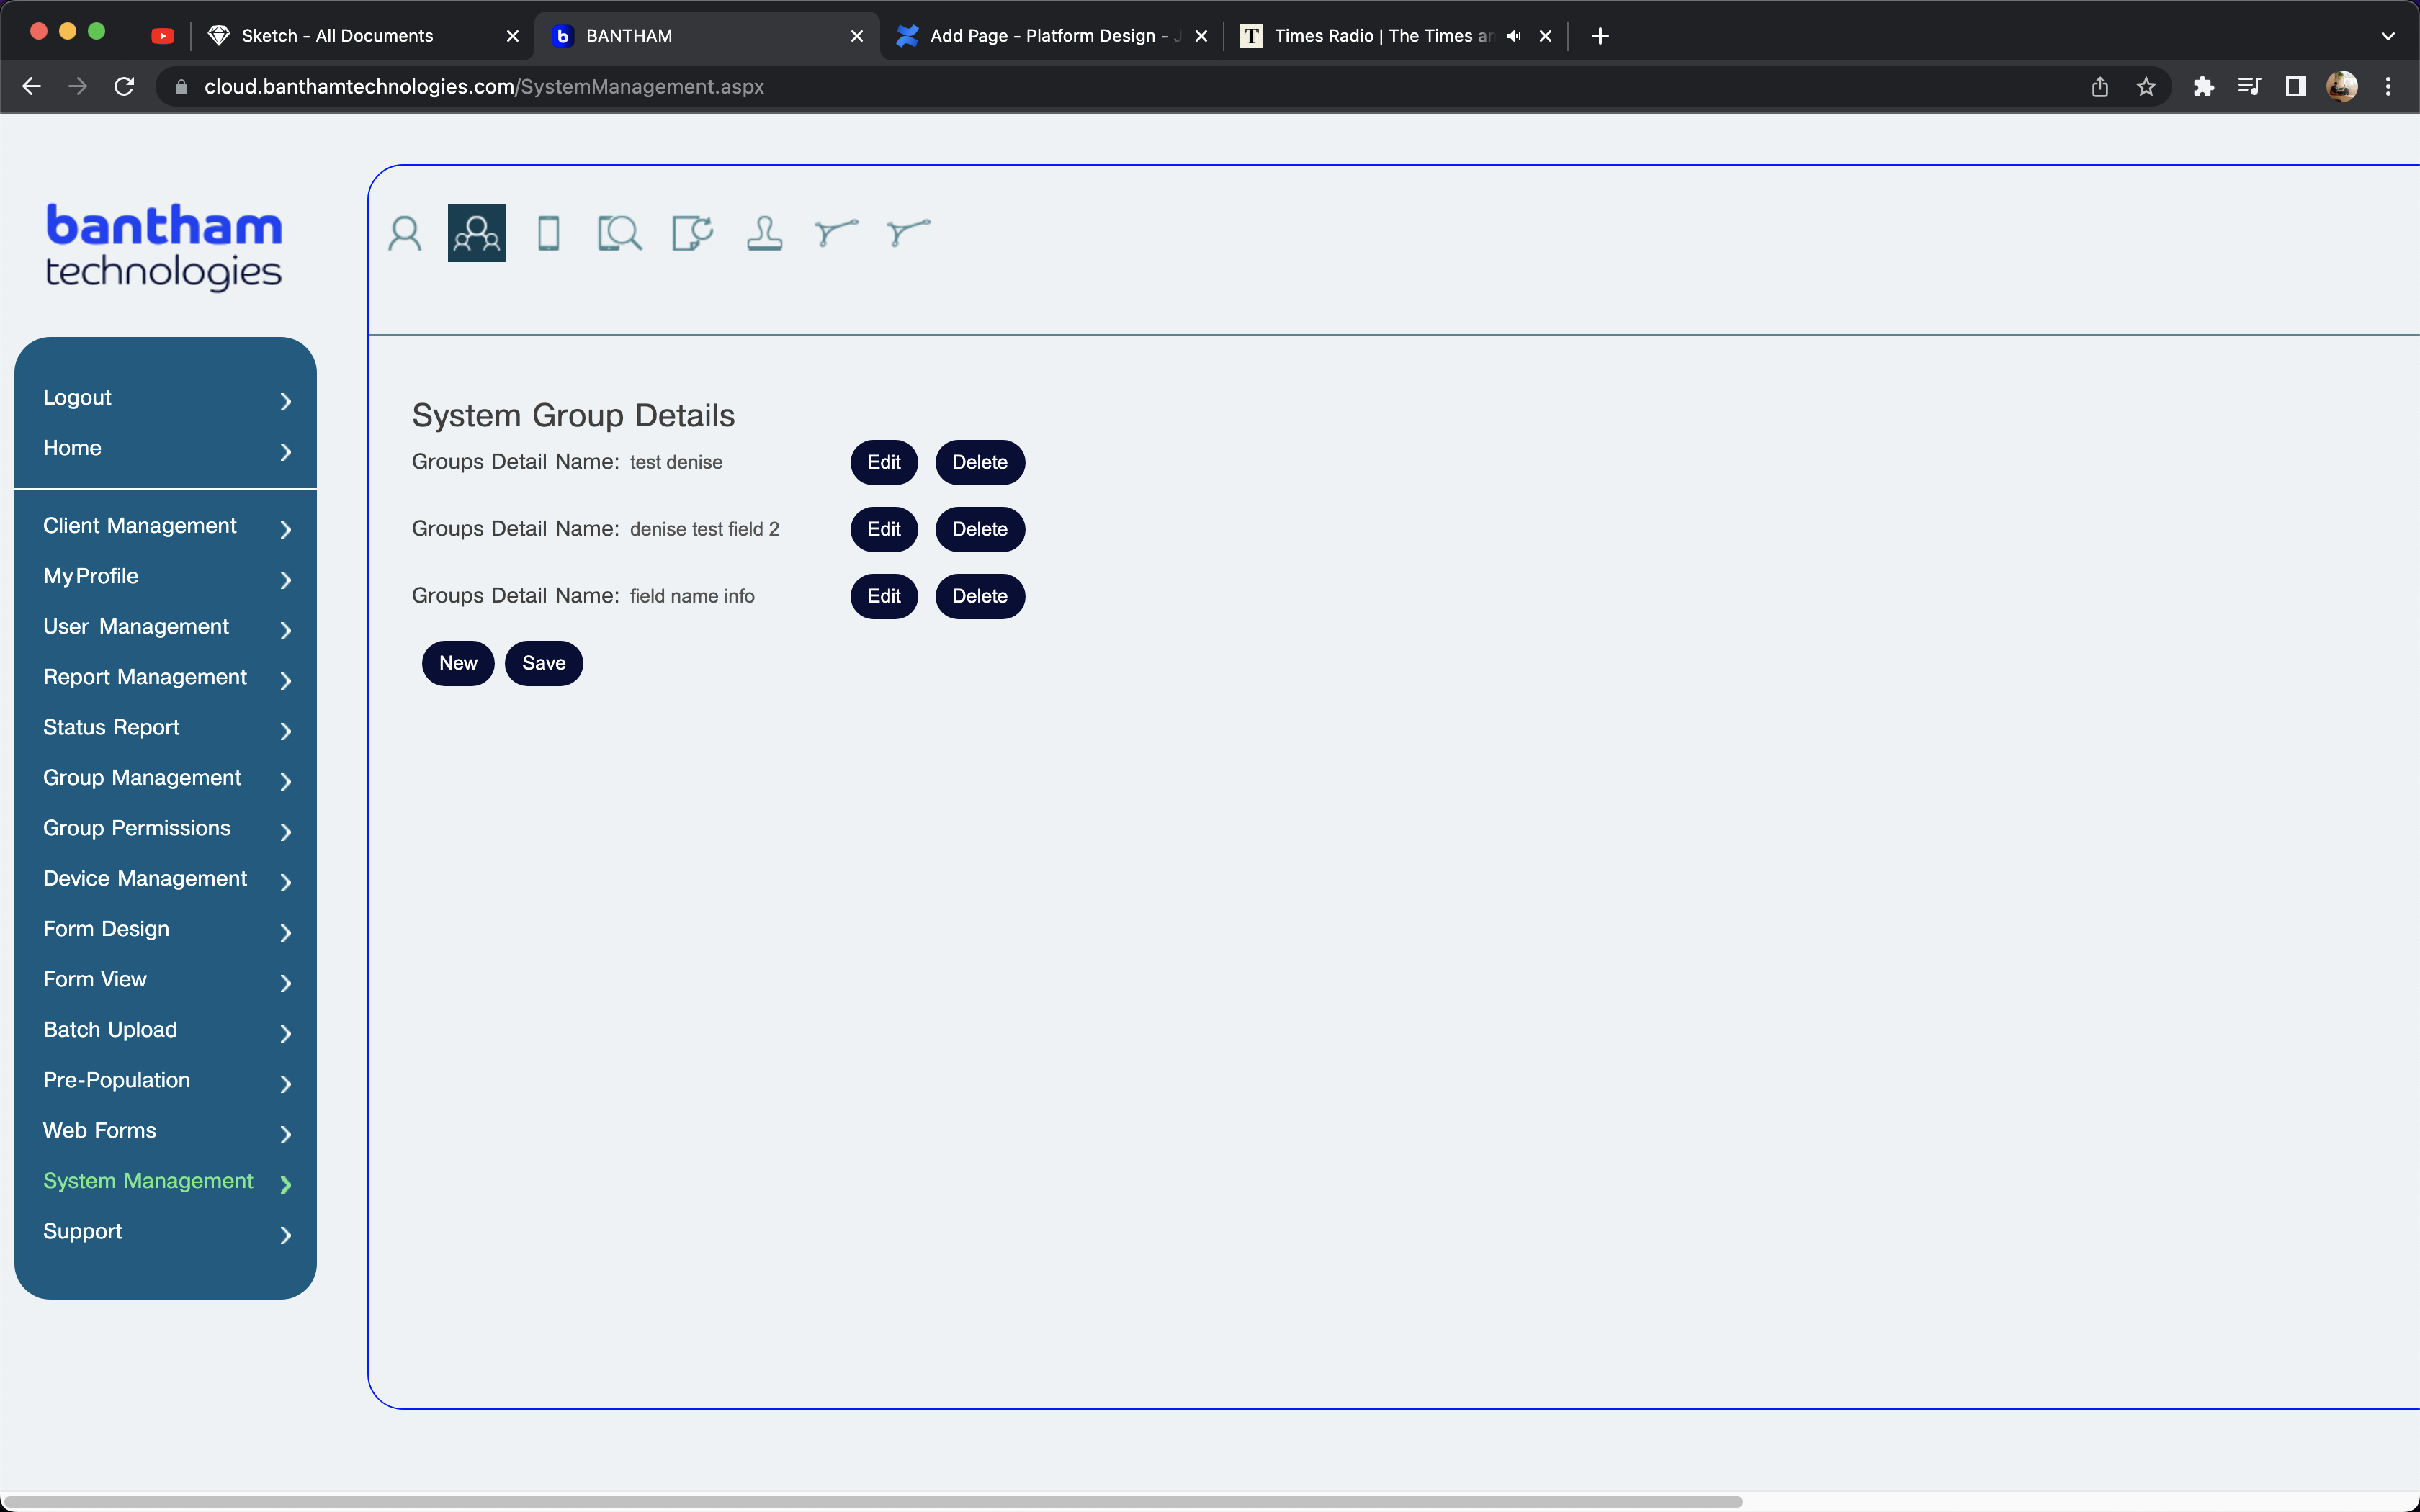 Sketch - All Documents
BANTHAM
Add Page - Platform Design -
Times Radio | The Times
cloud.banthamtechnologies.com/SystemManagement.aspx
bantham
technologies
Logout
Home
Client Management
My Profile
User Management
Report Management
Status Report
Group Management
Group Permissions
Device Management
Form Design
Form View
Batch Upload
Pre-Population
Web Forms
System Management
Support
System Group Details
Groups Detail Name: test denise Edit Delete
Groups Detail Name: denise test field 2 Edit Delete
Groups Detail Name: field name info Edit Delete
New Save